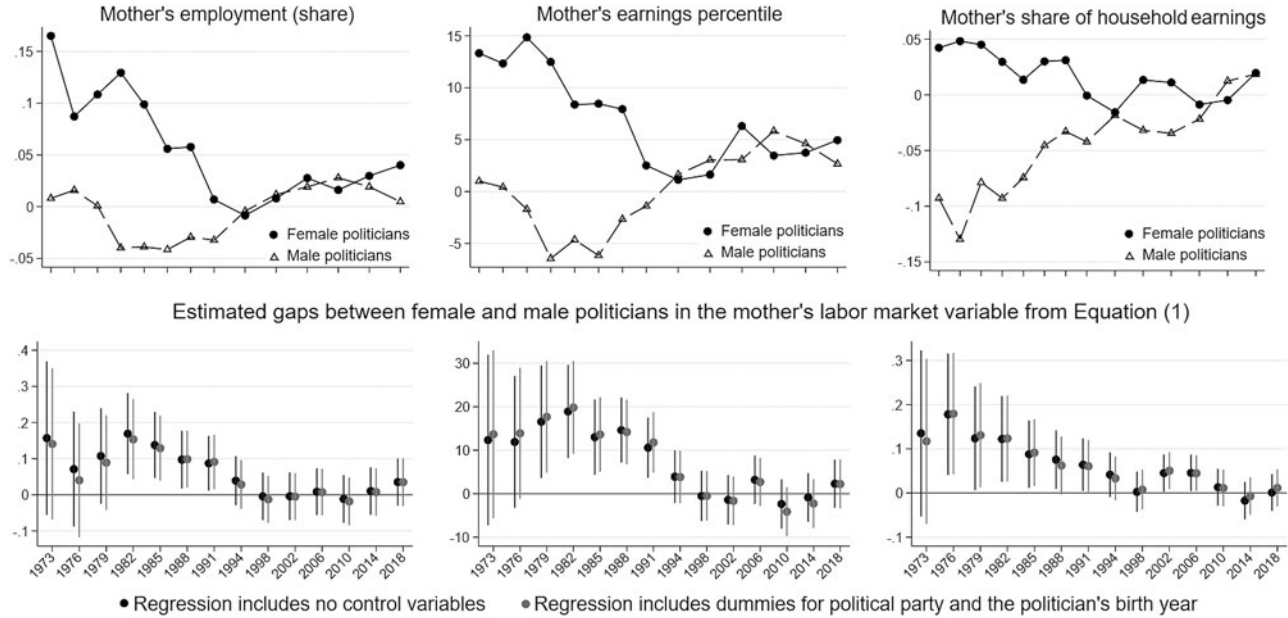 Mother's employment (share)
.15
.1
.05
0
-.05
Female politicians
Male politicians
Mother's earnings percentile
15
10
5
0
-5
Female politicians
Male politicians
Mother's share of household earnings
.05
0
-.05
-.1
-.15
Female politicians
Male politicians
Estimated gaps between female and male politicians in the mother's labor market variable from Equation (1)
.4
.3
.2
.1
0
-.1
1973 1976 1979 1982 1985 1988 1991 1994 1998 2002 2006 2010 2014 2018
30
20
10
0
-10
1973 1976 1979 1982 1985 1988 1991 1994 1998 2002 2006 2010 2014 2018
.3
.2
.1
0
-.1
1973 1976 1979 1982 1985 1988 1991 1994 1998 2002 2006 2010 2014 2018
Regression includes no control variables
Regression includes dummies for political party and the politician's birth year